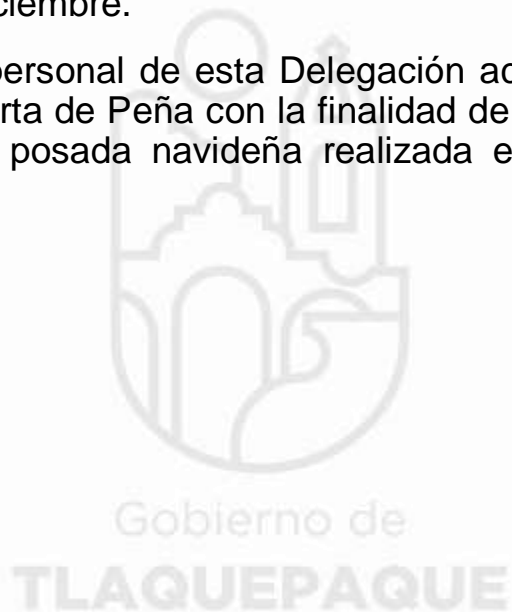 ciembre.
personal de esta Delegación ac
rta de Peña con la finalidad de
posada navideña realizada e
Gobierno de
TLAQUEPAQUE